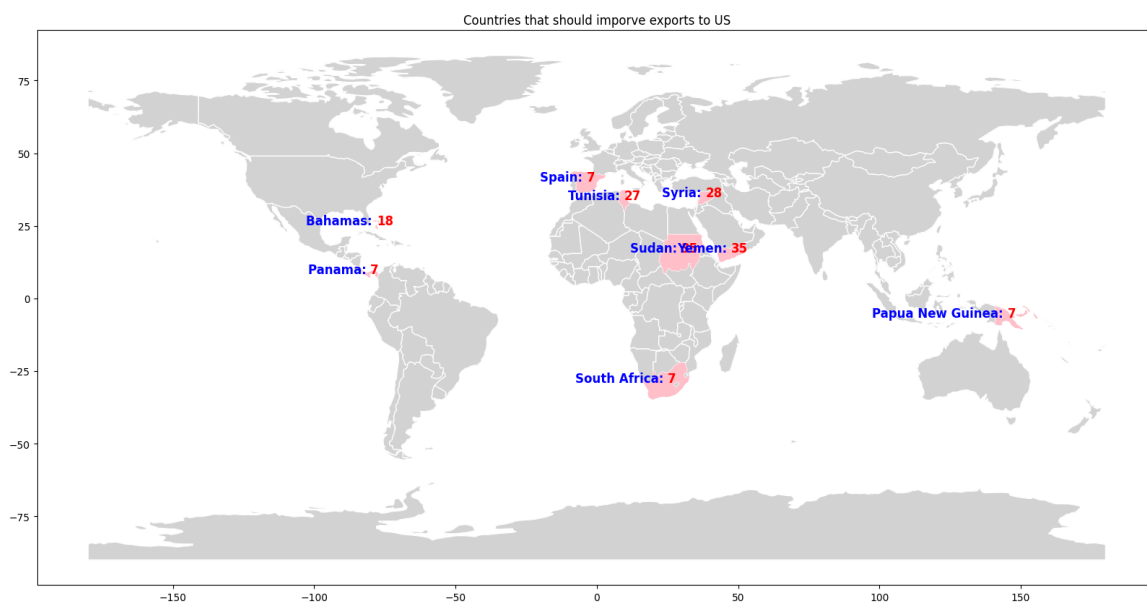 Countries that should imporve exports to US
75
50
25
0
−25
−50
−75
Spain: 7
Tunisia: 27
Syria: 28
Bahamas: 18
Sudan:
Yemen: 35
Panama: 7
Papua New Guinea: 7
South Africa: 7
−150
−100
−50
0
50
100
150